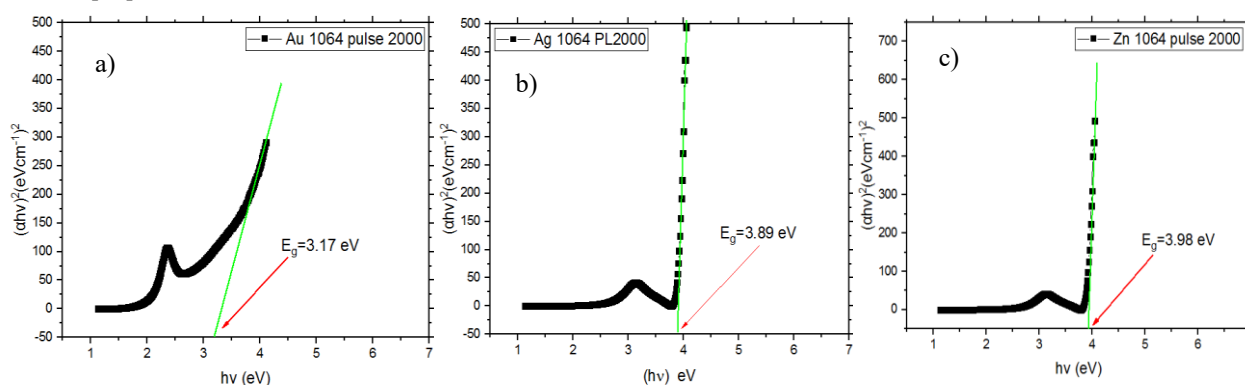 a)
Au 1064 pulse 2000
(αhν)²(eVcm⁻¹)²
500
450
400
350
300
250
200
150
100
50
0
-50
E_g=3.17 eV
1 2 3 4 5 6 7
hν (eV)
b)
Ag 1064 PL2000
(αhν)²(eVcm⁻¹)²
500
450
400
350
300
250
200
150
100
50
0
-50
E_g=3.89 eV
1 2 3 4 5 6 7
(hν) eV
c)
Zn 1064 pulse 2000
(αhν)²(eVcm⁻¹)²
700
600
500
400
300
200
100
0
E_g=3.98 eV
1 2 3 4 5 6 7
hν (eV)